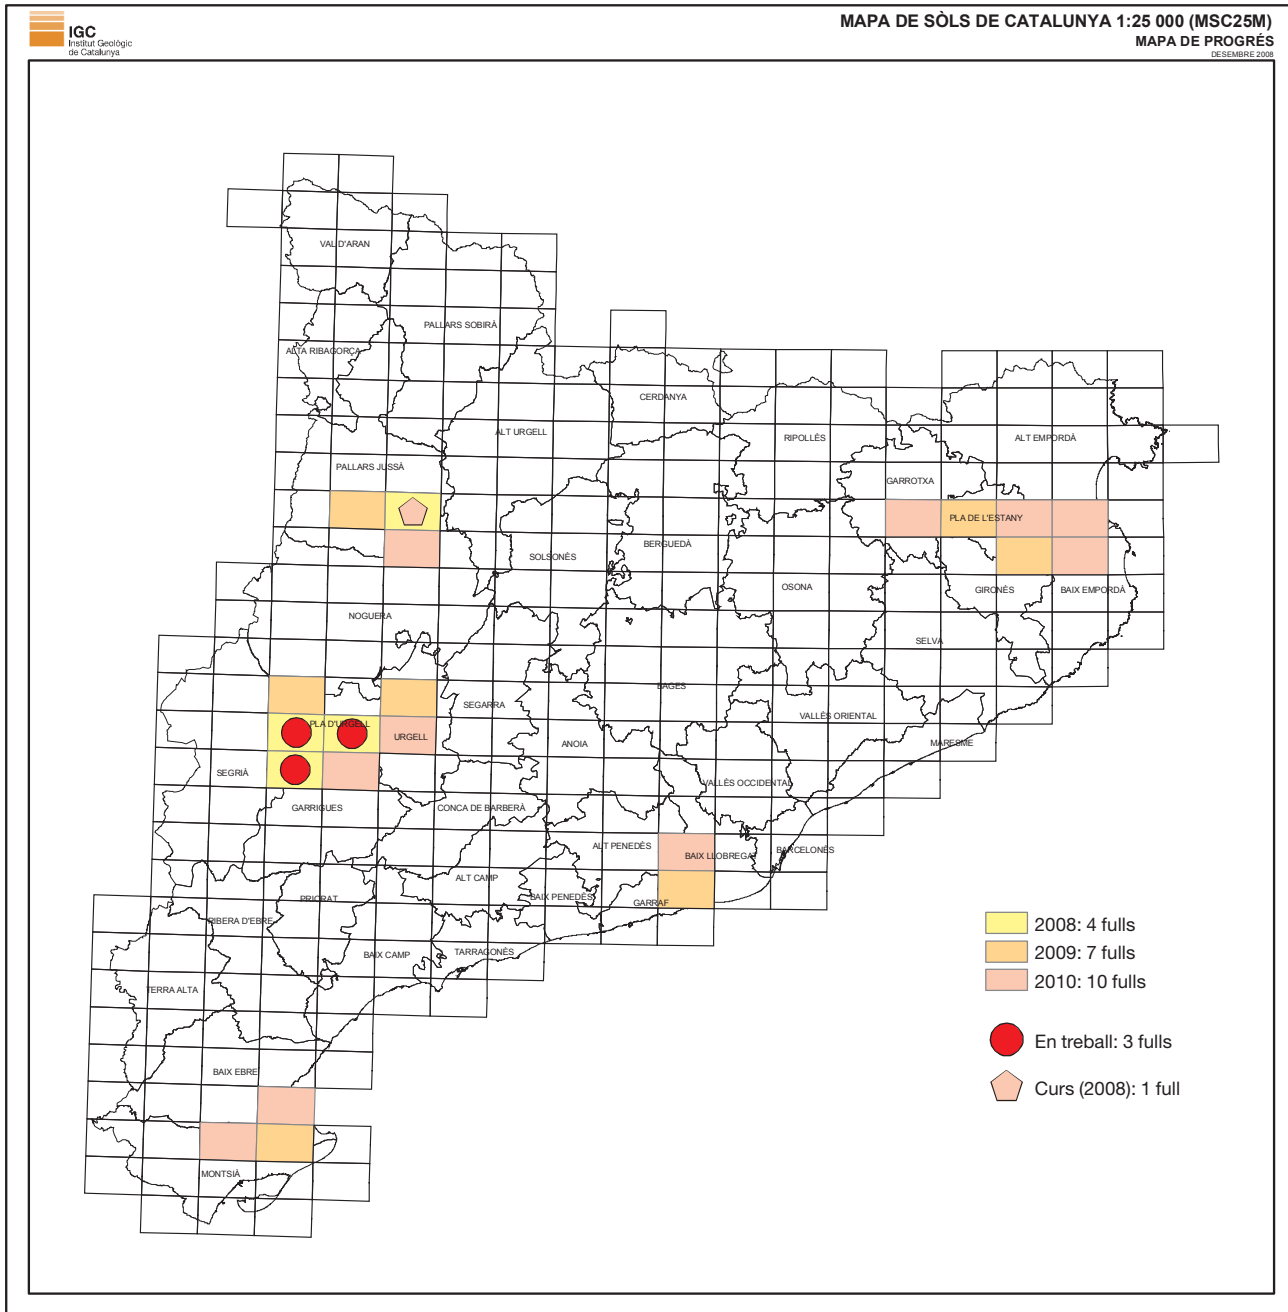 IGC
Institut Geològic
de Catalunya
MAPA DE SÒLS DE CATALUNYA 1:25 000 (MSC25M)
MAPA DE PROGRÉS
DESEMBRE 2008
VAL D'ARAN
PALLARS SOBIRÀ
ALTA RIBAGORÇA
CERDANYA
ALT URGELL
RIPOLLÈS
ALT EMPORDÀ
PALLARS JUSSÀ
GARROTXA
PLA DE L'ESTANY
BERGUEDÀ
SOLSONÈS
OSONA
GIRONÈS
BAIX EMPORDÀ
NOGUERA
SELVA
BAGES
SEGARRA
VALLÈS ORIENTAL
PLA D'URGELL
URGELL
ANOIA
MARESME
SEGRIÀ
VALLÈS OCCIDENTAL
GARRIGUES
CONCA DE BARBERÀ
ALT PENEDÈS
BAIX LLOBREGAT
BARCELONÈS
ALT CAMP
PRIORAT
BAIX PENEDÈS
GARRAF
RIBERA D'EBRE
BAIX CAMP
TARRAGONÈS
TERRA ALTA
BAIX EBRE
MONTSIÀ
2008: 4 fulls
2009: 7 fulls
2010: 10 fulls
En treball: 3 fulls
Curs (2008): 1 full